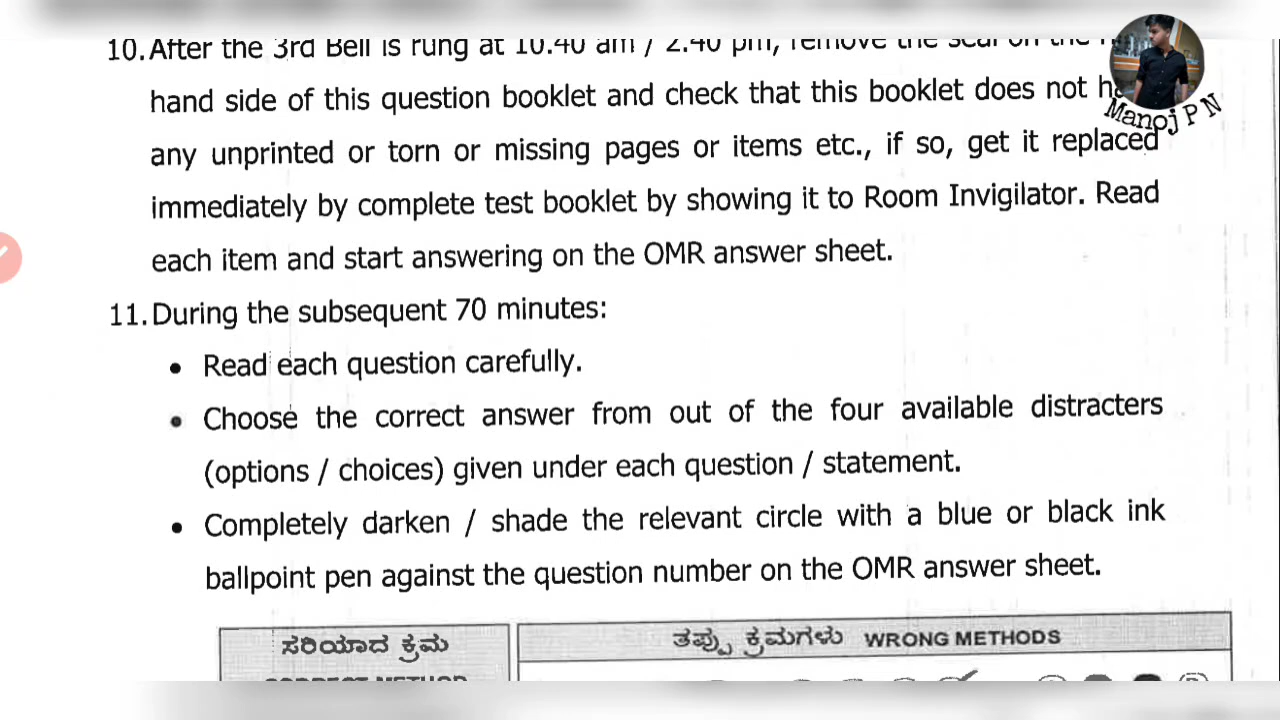 10. After the 3rd Bell is rung at 10.40 am / 2.40 pm, remove the seal on the
hand side of this question booklet and check that this booklet does not
any unprinted or torn or missing pages or items etc., if so, get it replaced
immediately by complete test booklet by showing it to Room Invigilator. Read
each item and start answering on the OMR answer sheet.
11. During the subsequent 70 minutes:
• Read each question carefully.
• Choose the correct answer from out of the four available distracters
(options / choices) given under each question / statement.
• Completely darken / shade the relevant circle with a blue or black ink
ballpoint pen against the question number on the OMR answer sheet.
ಸರಿಯಾದ ಕ್ರಮ
CORRECT METHOD
ತಪ್ಪು ಕ್ರಮಗಳು WRONG METHODS
Manoj P N